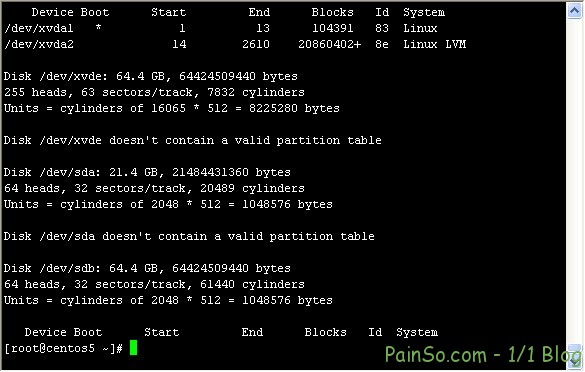 Device Boot Start End Blocks Id System
/dev/xvda1 * 1 13 104391 83 Linux
/dev/xvda2 14 2610 20860402+ 8e Linux LVM
Disk /dev/xvde: 64.4 GB, 64424509440 bytes
255 heads, 63 sectors/track, 7832 cylinders
Units = cylinders of 16065 * 512 = 8225280 bytes
Disk /dev/xvde doesn't contain a valid partition table
Disk /dev/sda: 21.4 GB, 21484431360 bytes
64 heads, 32 sectors/track, 20489 cylinders
Units = cylinders of 2048 * 512 = 1048576 bytes
Disk /dev/sda doesn't contain a valid partition table
Disk /dev/sdb: 64.4 GB, 64424509440 bytes
64 heads, 32 sectors/track, 61440 cylinders
Units = cylinders of 2048 * 512 = 1048576 bytes
Device Boot Start End Blocks Id System
[root@centos5 ~]#
PainSo.com - 1/1 Blog